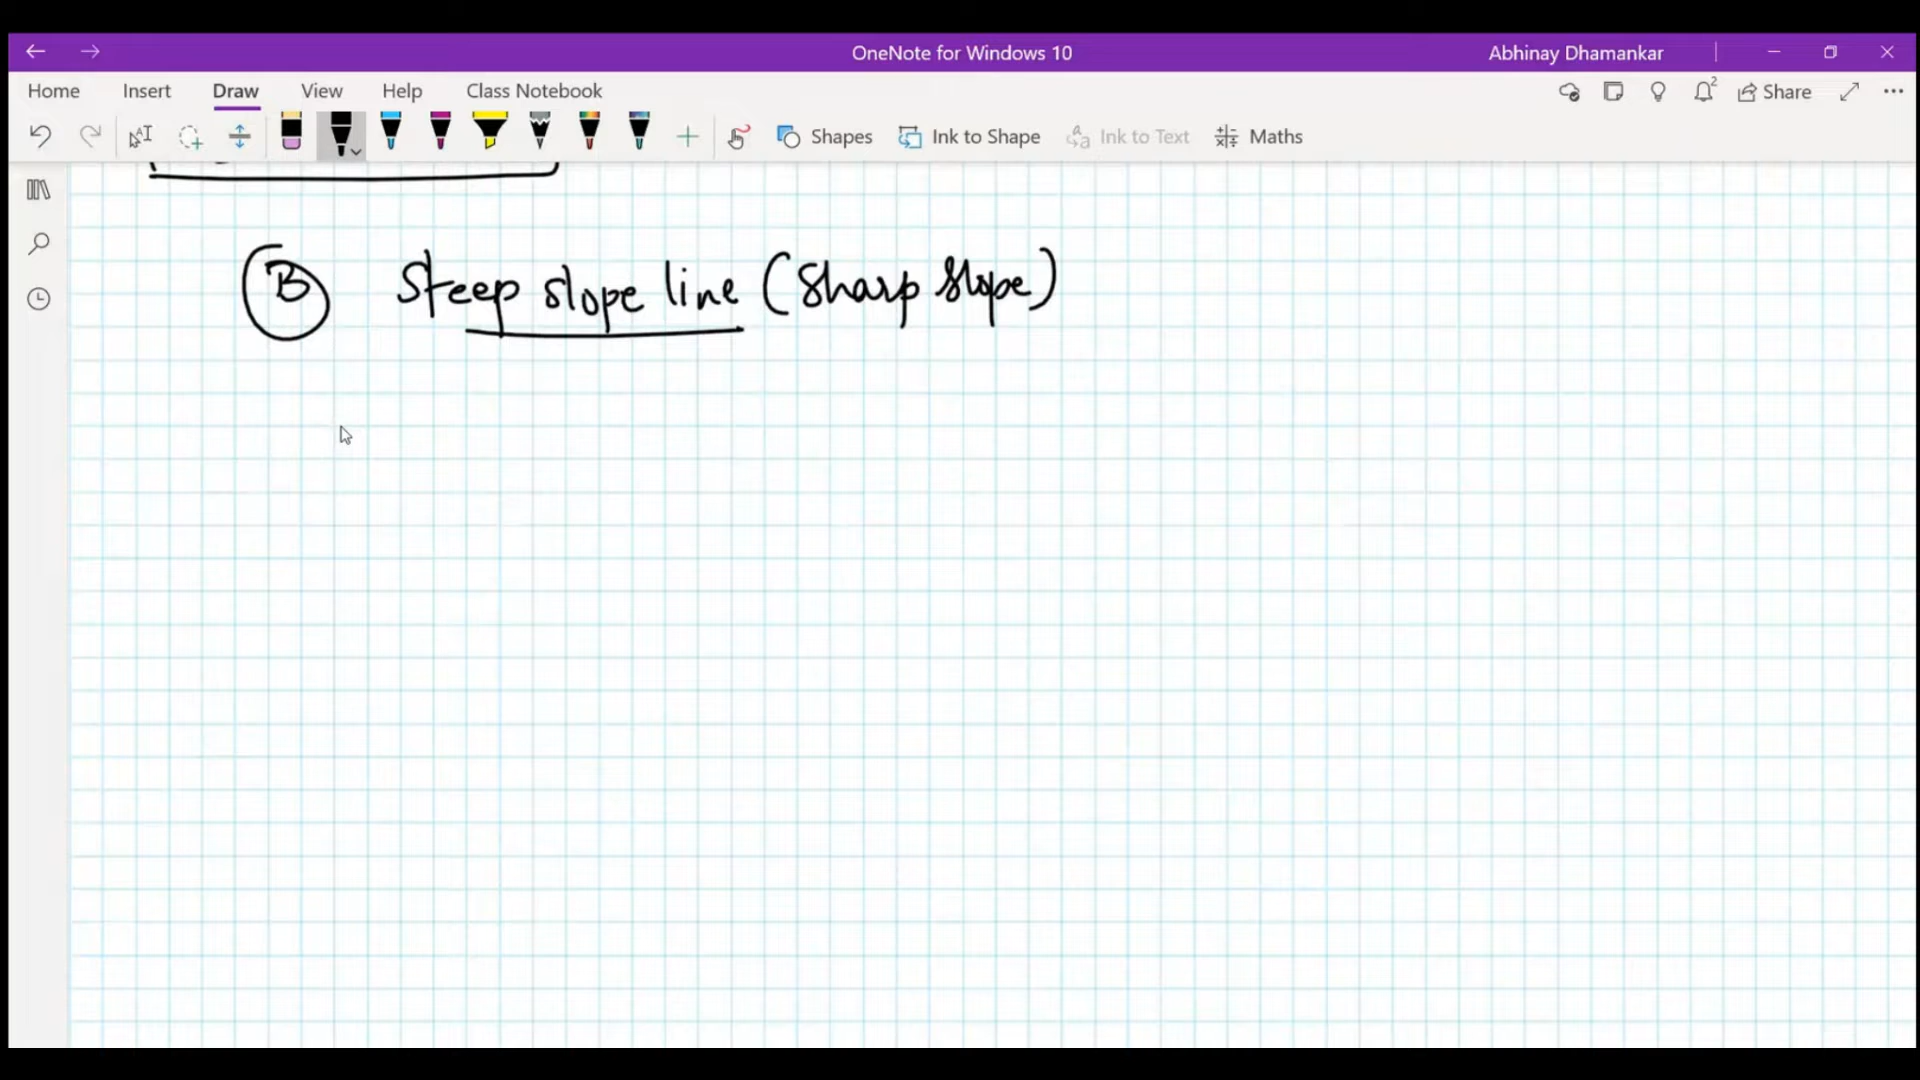 OneNote for Windows 10
Abhinay Dhamankar
Home Insert Draw View Help Class Notebook
2 Share
Shapes Ink to Shape Ink to Text Maths
B Steep slope line (Sharp slope)